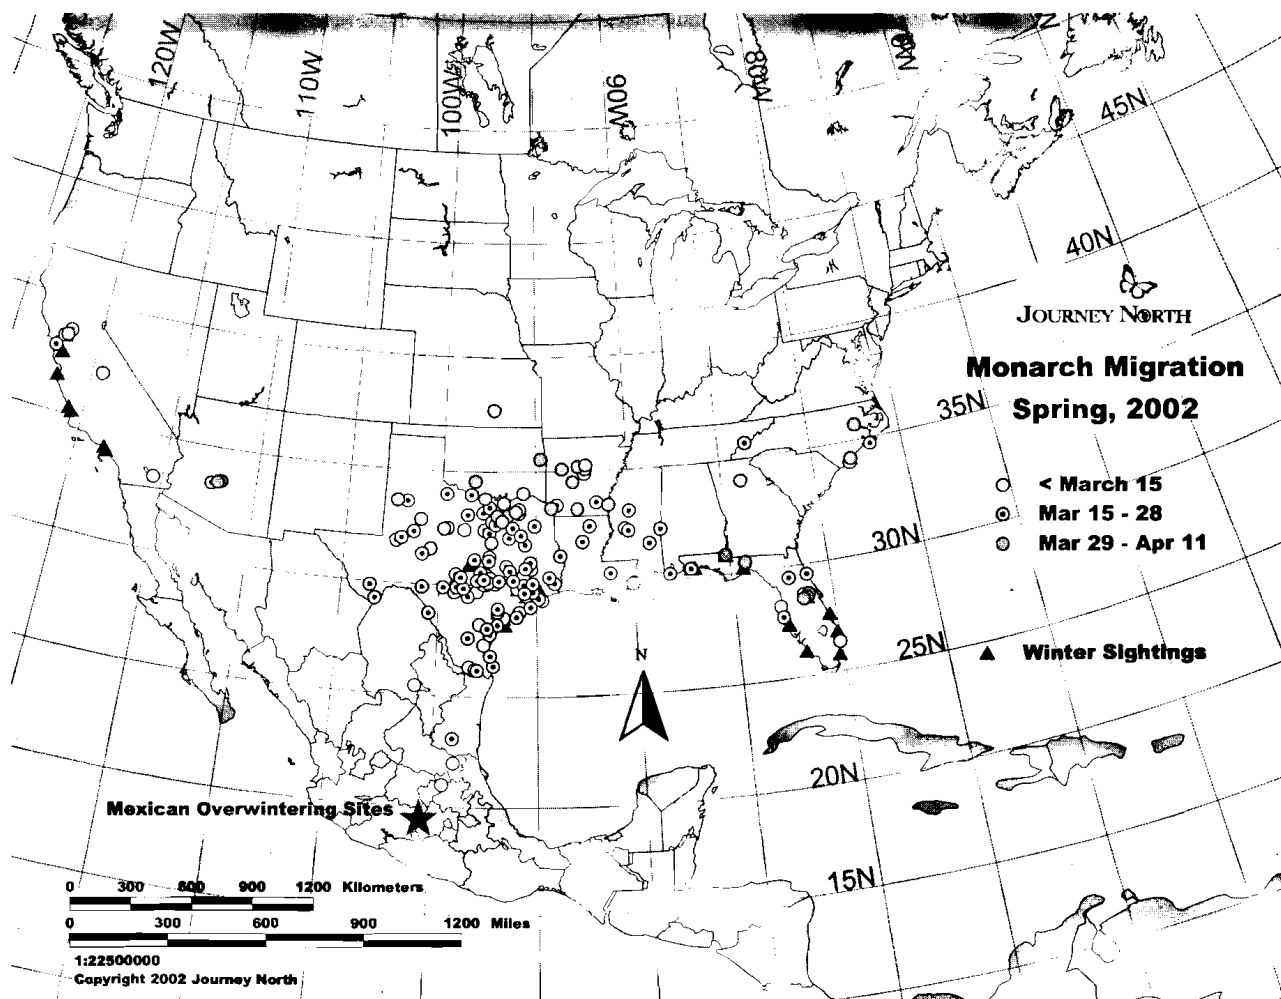 120W
110W
100W
90W
80W
45N
40N
JOURNEY NORTH
Monarch Migration
Spring, 2002
35N
< March 15
Mar 15 - 28
30N
Mar 29 - Apr 11
25N
Winter Sightings
N
20N
Mexican Overwintering Sites
15N
0 300 600 900 1200 Kilometers
0 300 600 900 1200 Miles
1:22500000
Copyright 2002 Journey North